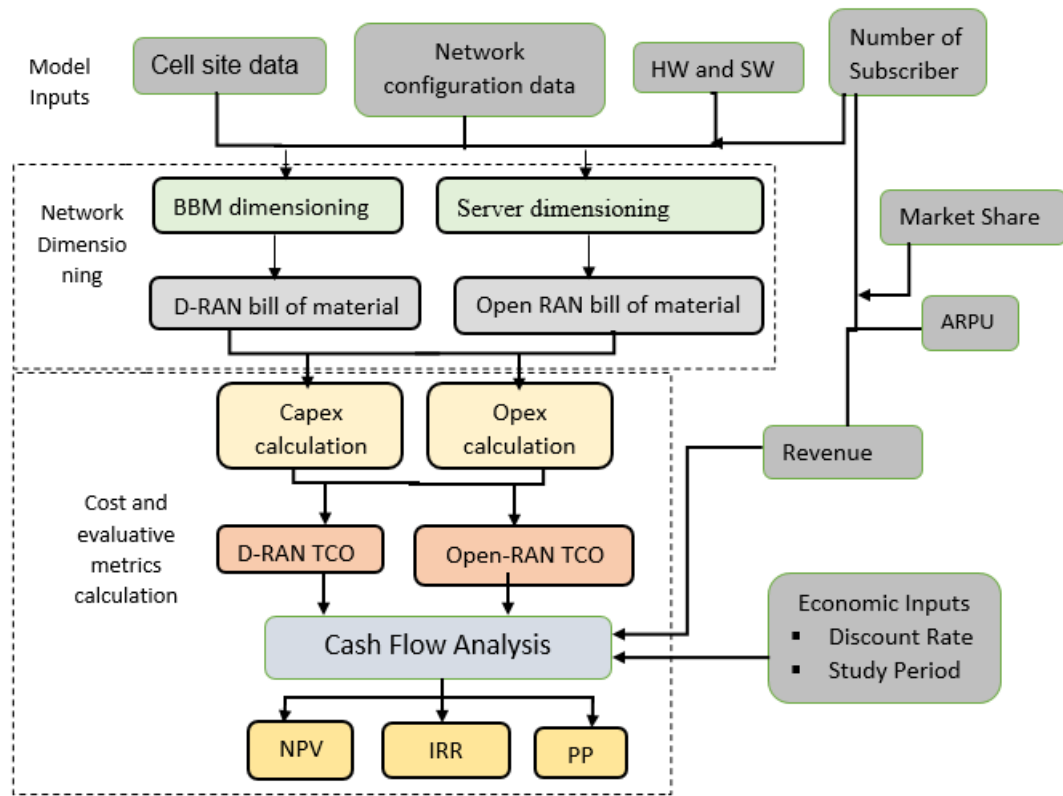 Model
Inputs
Cell site data
Network
configuration data
HW and SW
Number of
Subscriber
Network
Dimensio
ning
BBM dimensioning
Server dimensioning
Market Share
D-RAN bill of material
Open RAN bill of material
ARPU
Capex
calculation
Opex
calculation
Revenue
Cost and
evaluative
metrics
calculation
D-RAN TCO
Open-RAN TCO
Cash Flow Analysis
Economic Inputs
▪ Discount Rate
▪ Study Period
NPV
IRR
PP